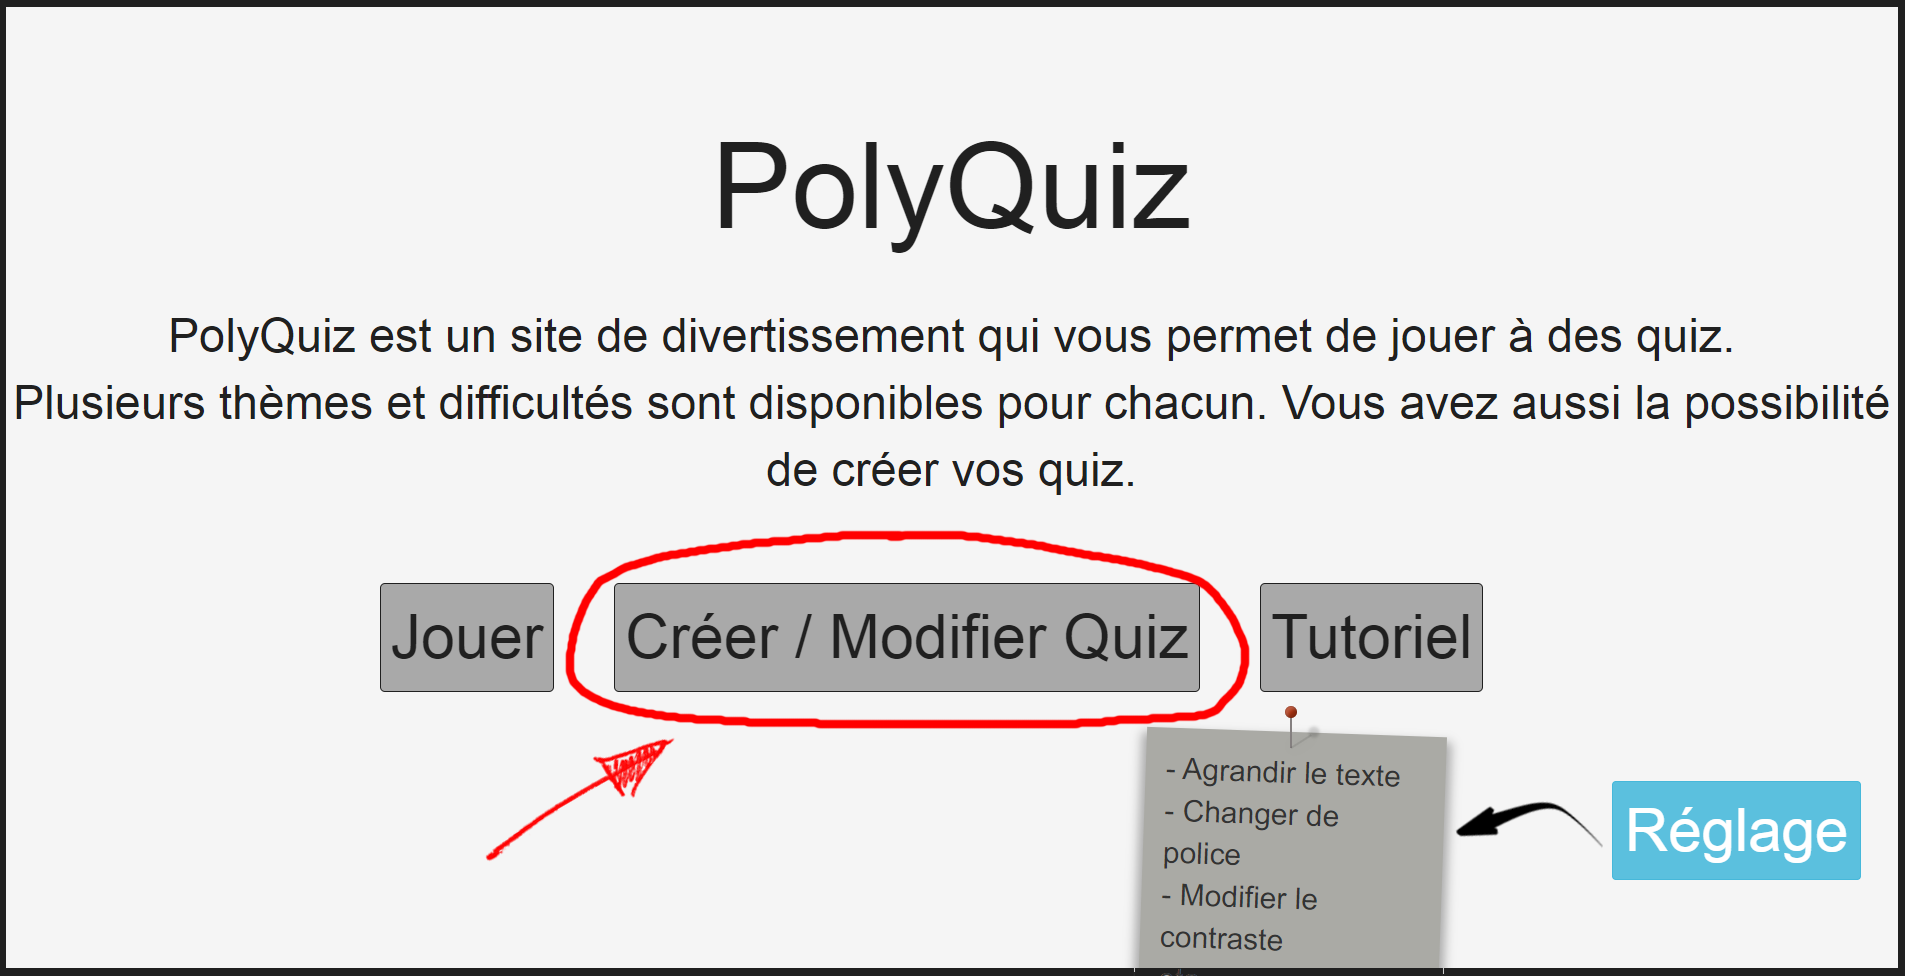 PolyQuiz
PolyQuiz est un site de divertissement qui vous permet de jouer à des quiz.
Plusieurs thèmes et difficultés sont disponibles pour chacun. Vous avez aussi la possibilité
de créer vos quiz.
Jouer
Créer / Modifier Quiz
Tutoriel
- Agrandir le texte
- Changer de
police
- Modifier le
contraste
Réglage